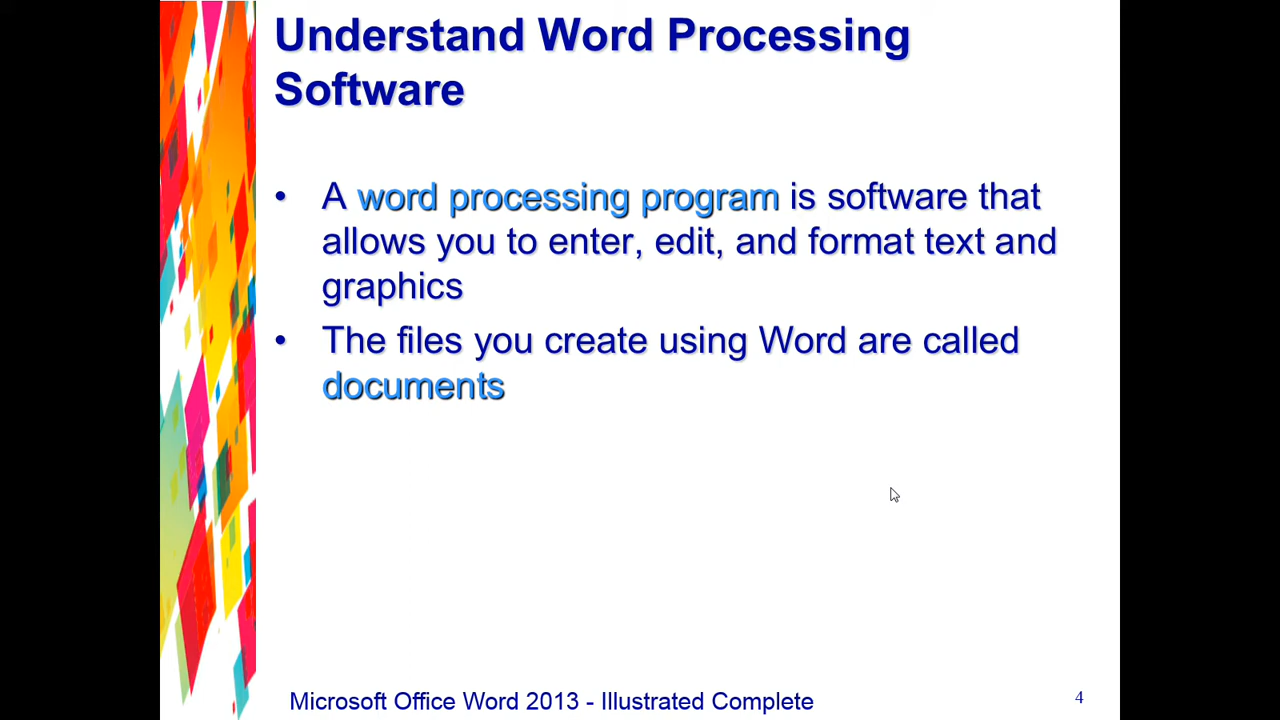 Understand Word Processing
Software
• A word processing program is software that
allows you to enter, edit, and format text and
graphics
• The files you create using Word are called
documents
Microsoft Office Word 2013 - Illustrated Complete
4